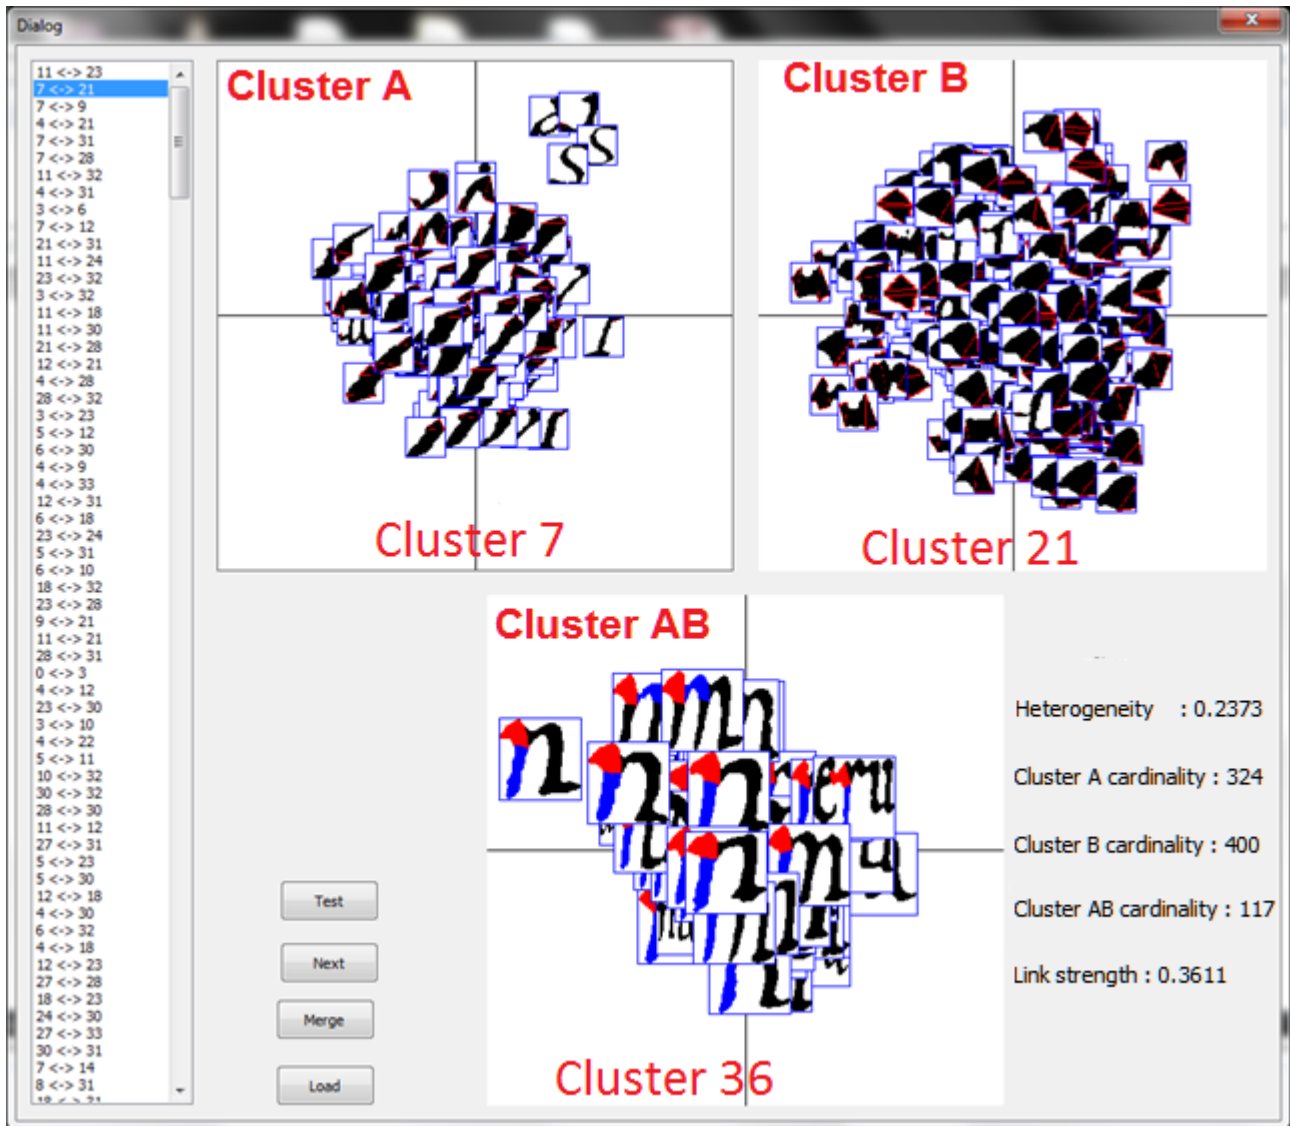 Dialog
11 <-> 23
7 <-> 21
7 <-> 9
4 <-> 21
7 <-> 31
7 <-> 28
11 <-> 32
4 <-> 31
3 <-> 6
7 <-> 12
21 <-> 31
11 <-> 24
23 <-> 32
3 <-> 32
11 <-> 18
11 <-> 30
21 <-> 28
12 <-> 21
4 <-> 28
28 <-> 32
3 <-> 23
5 <-> 12
6 <-> 30
4 <-> 9
4 <-> 33
12 <-> 31
6 <-> 18
23 <-> 24
5 <-> 31
6 <-> 10
18 <-> 32
23 <-> 28
9 <-> 21
11 <-> 21
28 <-> 31
0 <-> 3
4 <-> 12
23 <-> 30
3 <-> 10
4 <-> 22
5 <-> 11
10 <-> 32
30 <-> 32
28 <-> 30
11 <-> 12
27 <-> 31
5 <-> 23
5 <-> 30
12 <-> 18
4 <-> 30
6 <-> 32
4 <-> 18
12 <-> 23
27 <-> 28
18 <-> 23
24 <-> 30
27 <-> 33
30 <-> 31
7 <-> 14
8 <-> 31
Cluster A
Cluster 7
Cluster B
Cluster 21
Cluster AB
Cluster 36
Heterogeneity : 0.2373
Cluster A cardinality : 324
Cluster B cardinality : 400
Cluster AB cardinality : 117
Link strength : 0.3611
Test
Next
Merge
Load